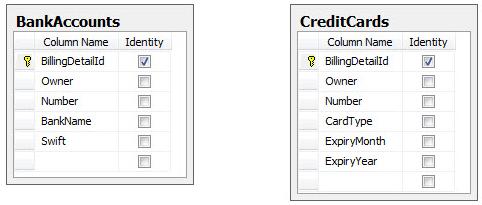 BankAccounts
Column Name Identity
BillingDetailId
Owner
Number
BankName
Swift
CreditCards
Column Name Identity
BillingDetailId
Owner
Number
CardType
ExpiryMonth
ExpiryYear